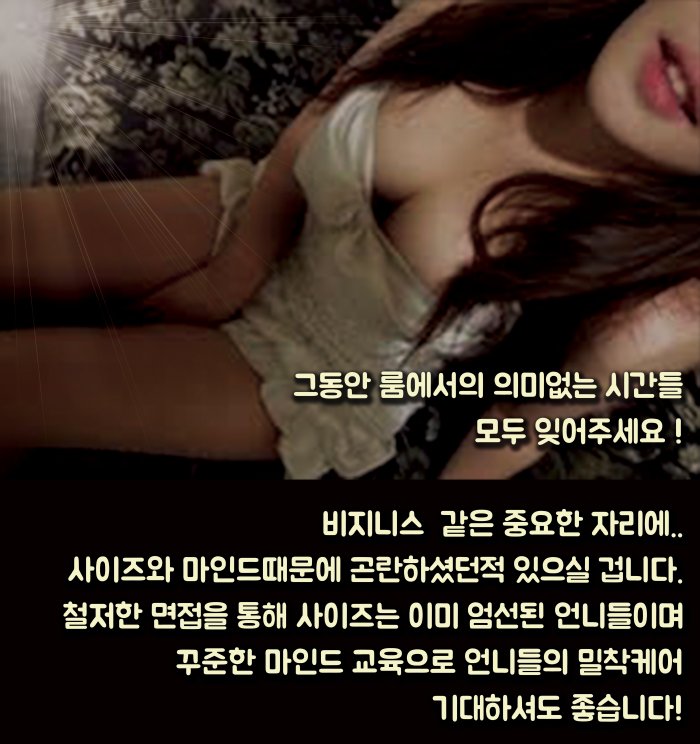 그동안 룸에서의 의미없는 시간들
모두 잊어주세요 !
비지니스 같은 중요한 자리에..
사이즈와 마인드때문에 곤란하셨던적 있으실 겁니다.
철저한 면접을 통해 사이즈는 이미 엄선된 언니들이며
꾸준한 마인드 교육으로 언니들의 밀착케어
기대하셔도 좋습니다!